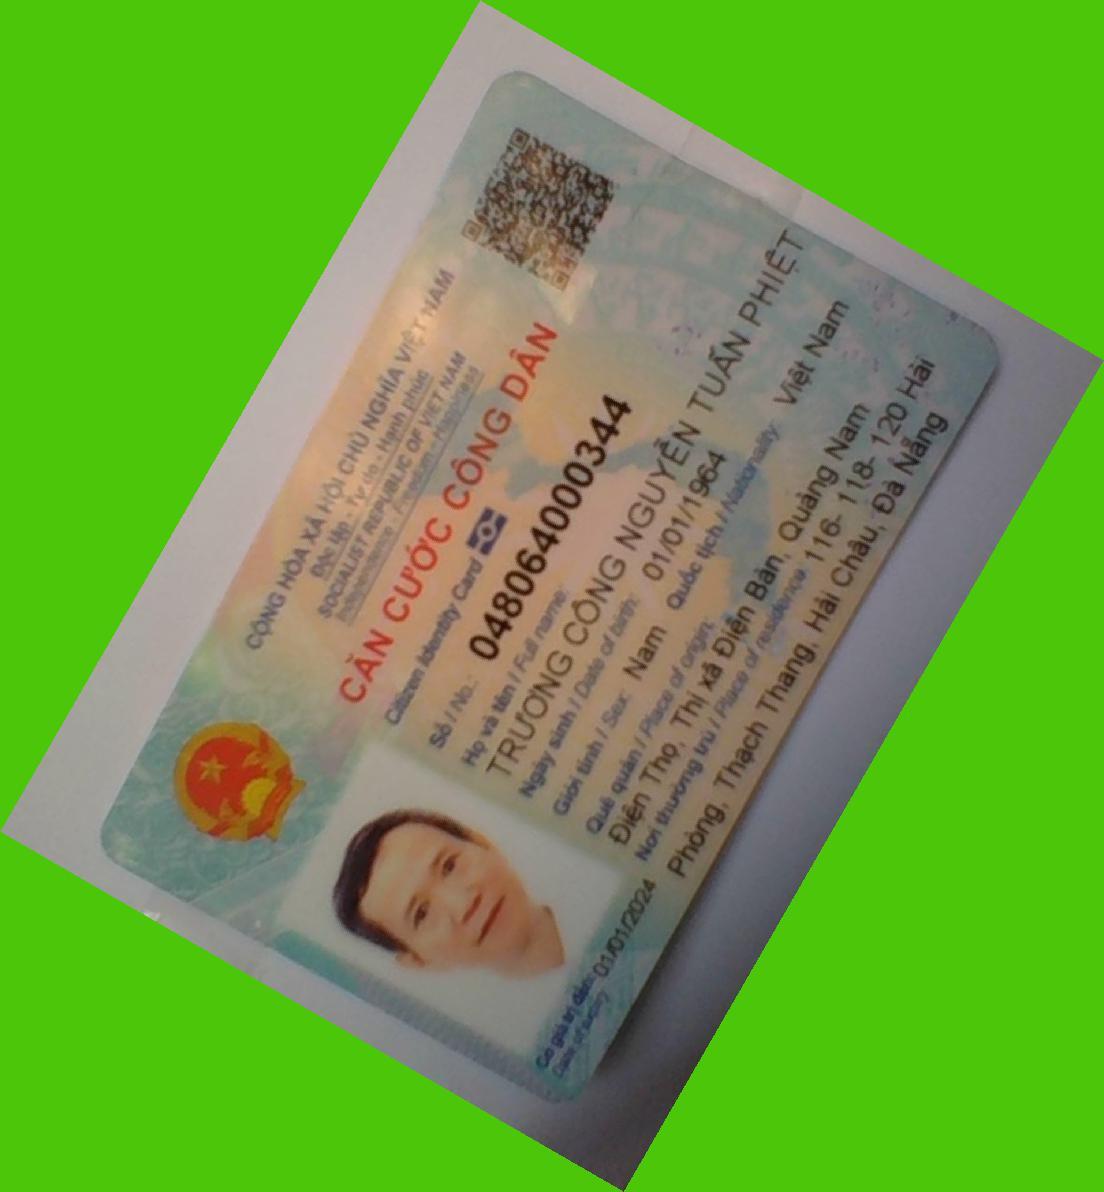 CỘNG HÒA XÃ HỘI CHỦ NGHĨA VIỆT NAM
Độc lập - Tự do - Hạnh phúc
SOCIALIST REPUBLIC OF VIET NAM
Independence - Freedom - Happiness
CĂN CƯỚC CÔNG DÂN
Citizen Identity Card
Số / No.: 048064000344
Họ và tên / Full name:
TRƯƠNG CÔNG NGUYỄN TUẤN PHIỆT
Ngày sinh / Date of birth: 01/01/1964
Giới tính / Sex: Nam Quốc tịch / Nationality: Việt Nam
Quê quán / Place of origin:
Điện Thọ, Thị xã Điện Bàn, Quảng Nam
Nơi thường trú / Place of residence: 116- 118- 120 Hải
Phòng, Thạch Thang, Hải Châu, Đà Nẵng
Có giá trị đến: 01/01/2024
Date of expiry